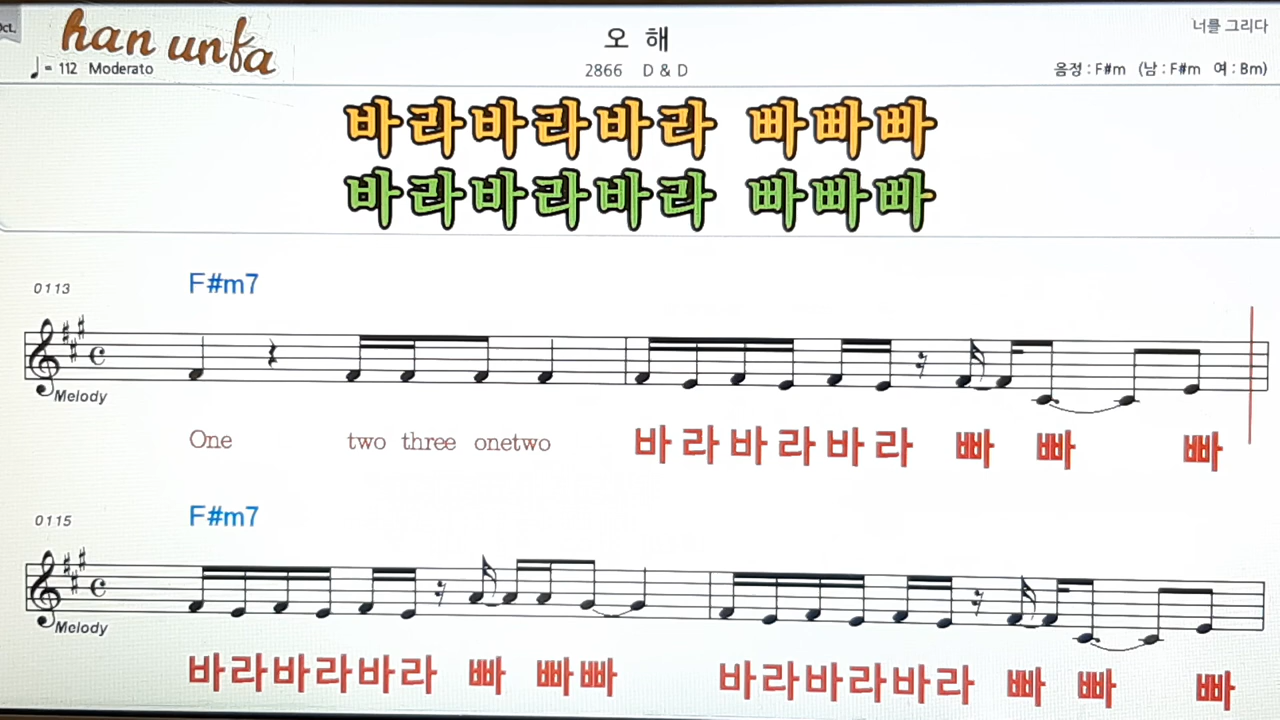 Oct.
han unfa
오 해
너를 그리다
♩= 112 Moderato
2866 D & D
음정 : F#m (남 : F#m 여 : Bm)
바라바라바라 빠빠빠
바라바라바라 빠빠빠
0113 F#m7
Melody
One two three onetwo 바 라 바 라 바 라 빠 빠 빠
0115 F#m7
Melody
바라바라바라 빠 빠빠 바라바라바라 빠 빠 빠